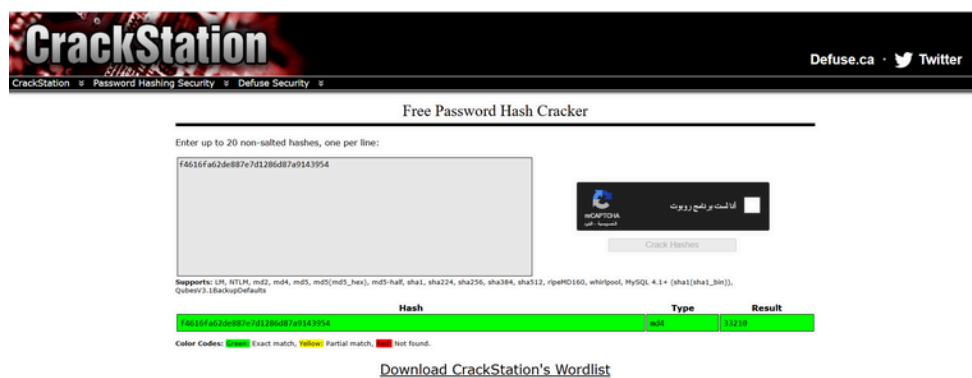 CrackStation
Defuse.ca · Twitter
CrackStation Password Hashing Security Defuse Security
Free Password Hash Cracker
Enter up to 20 non-salted hashes, one per line:
f4616fa62de887e7d1286d87a9143954
أنا لست برنامج روبوت
reCAPTCHA
الخصوصية - البنود
Crack Hashes
Supports: LM, NTLM, md2, md4, md5, md5(md5_hex), md5-half, sha1, sha224, sha256, sha384, sha512, ripeMD160, whirlpool, MySQL 4.1+ (sha1(sha1_bin)),
QubesV3.1BackupDefaults
Hash Type Result
f4616fa62de887e7d1286d87a9143954 md4 33210
Color Codes: Green: Exact match, Yellow: Partial match, Red: Not found.
Download CrackStation's Wordlist